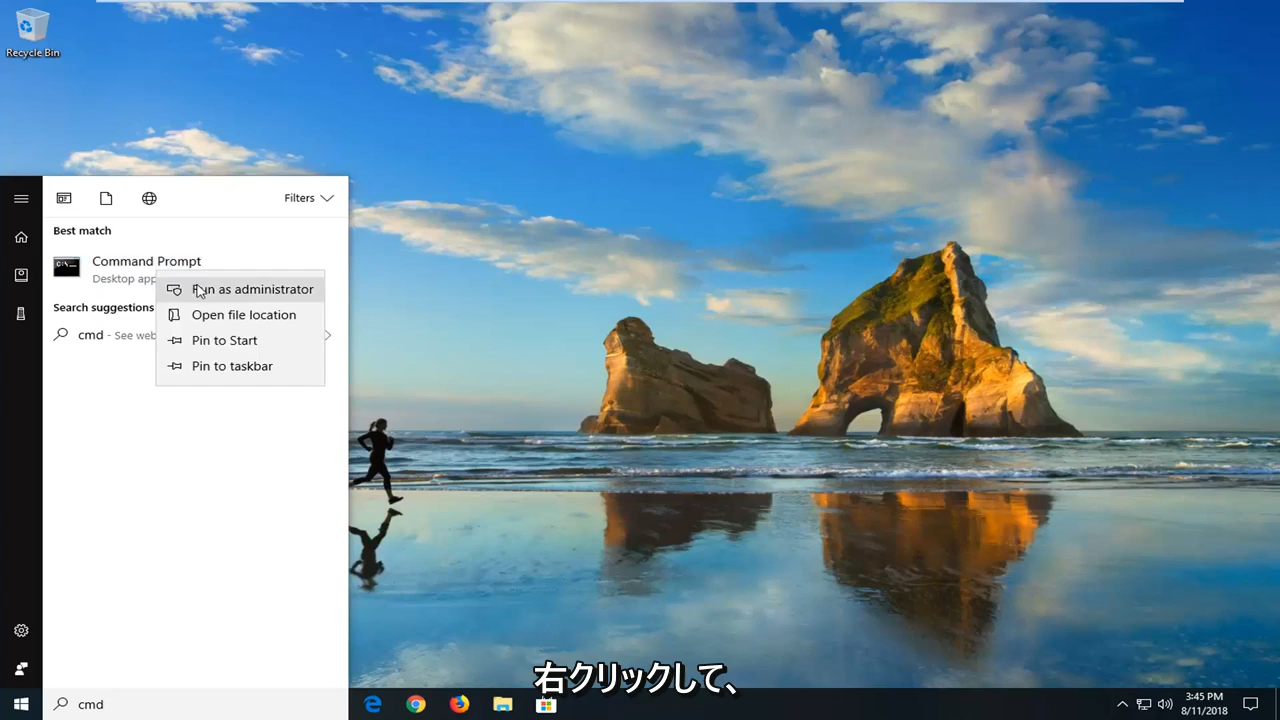 Recycle Bin
Filters
Best match
Command Prompt
Desktop app
Run as administrator
Search suggestions
Open file location
cmd - See web
Pin to Start
Pin to taskbar
右クリックして、
cmd
3:45 PM
8/11/2018